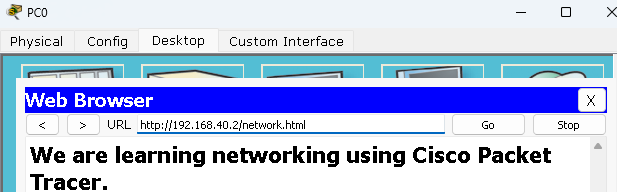 PC0
Physical Config Desktop Custom Interface
Web Browser X
< > URL http://192.168.40.2/network.html Go Stop
We are learning networking using Cisco Packet
Tracer.